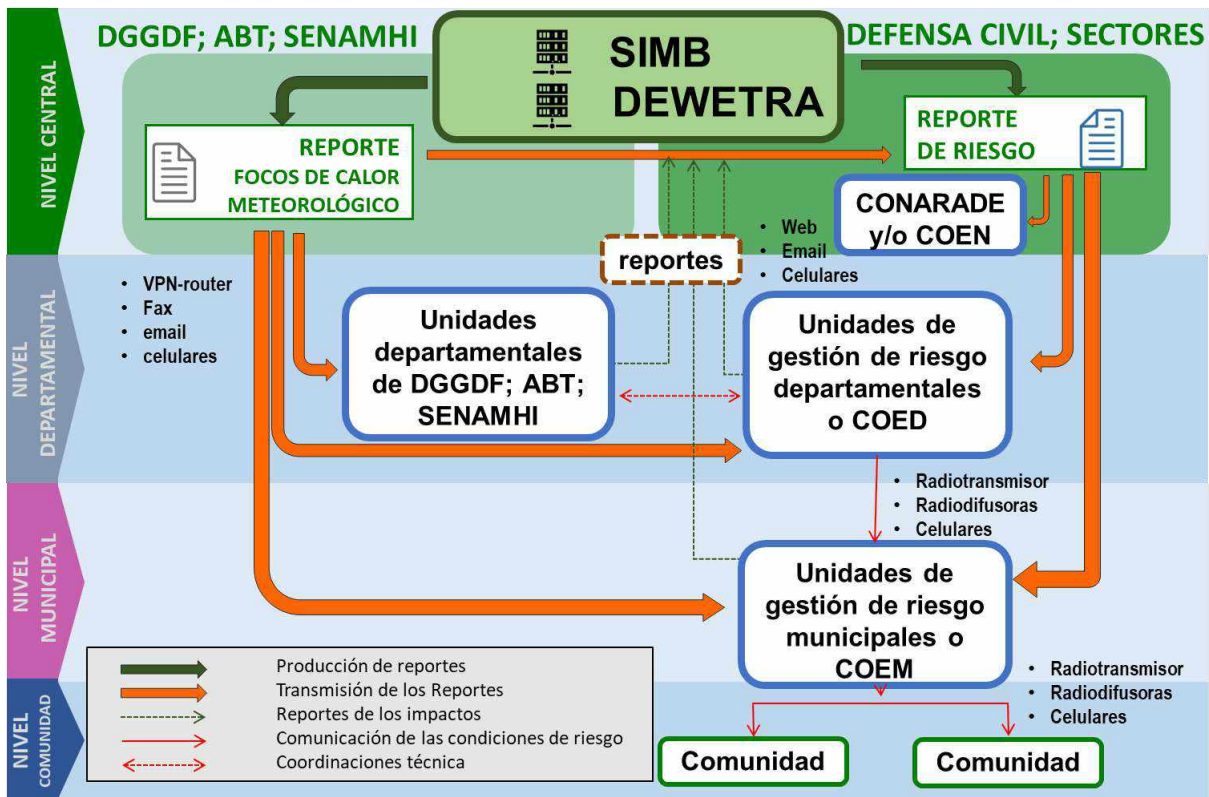 DGGDF; ABT; SENAMHI
SIMB
DEWETRA
DEFENSA CIVIL; SECTORES
NIVEL CENTRAL
REPORTE
FOCOS DE CALOR
METEOROLÓGICO
REPORTE
DE RIESGO
CONARADE
y/o COEN
• Web
• Email
• Celulares
reportes
NIVEL
DEPARTAMENTAL
• VPN-router
• Fax
• email
• celulares
Unidades
departamentales
de DGGDF; ABT;
SENAMHI
Unidades de
gestión de riesgo
departamentales
o COED
• Radiotransmisor
• Radiodifusoras
• Celulares
NIVEL
MUNICIPAL
Unidades de
gestión de riesgo
municipales o
COEM
• Radiotransmisor
• Radiodifusoras
• Celulares
Producción de reportes
Transmisión de los Reportes
Reportes de los impactos
Comunicación de las condiciones de riesgo
Coordinaciones técnica
NIVEL
COMUNIDAD
Comunidad
Comunidad